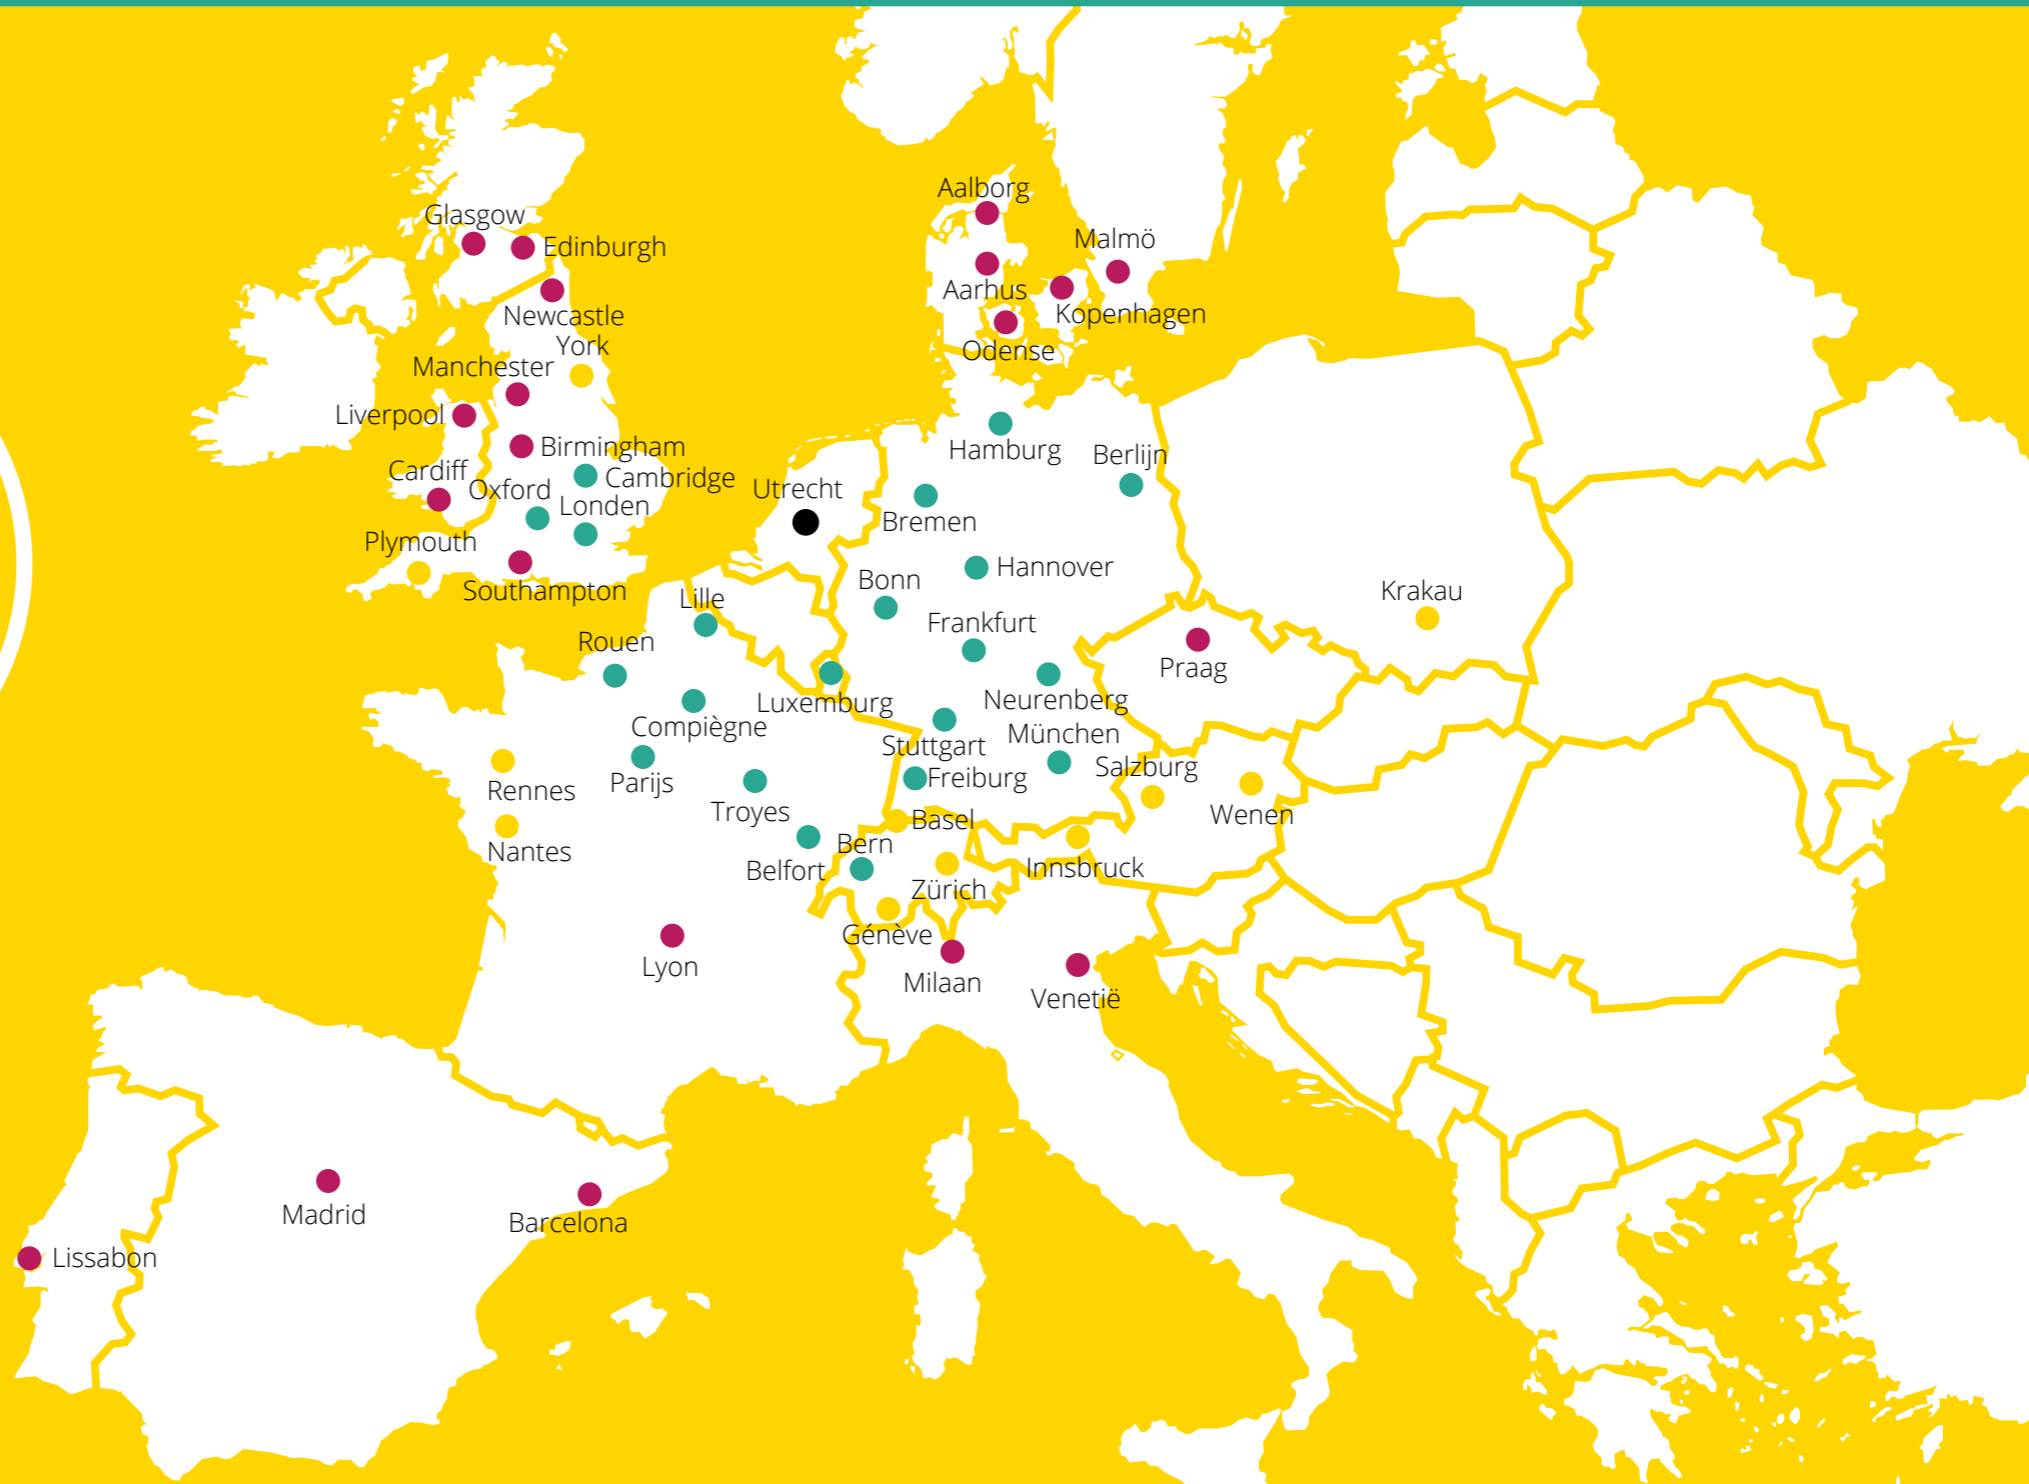 Aalborg
Glasgow
Edinburgh
Malmö
Aarhus
Newcastle
Kopenhagen
York
Odense
Manchester
Liverpool
Birmingham
Hamburg
Berlijn
Cardiff
Cambridge
Oxford
Utrecht
Londen
Bremen
Plymouth
Hannover
Bonn
Southampton
Krakau
Lille
Frankfurt
Rouen
Praag
Neurenberg
Luxemburg
Compiègne
München
Stuttgart
Salzburg
Freiburg
Parijs
Rennes
Troyes
Wenen
Basel
Bern
Nantes
Innsbruck
Belfort
Zürich
Génève
Lyon
Milaan
Venetië
Madrid
Barcelona
Lissabon